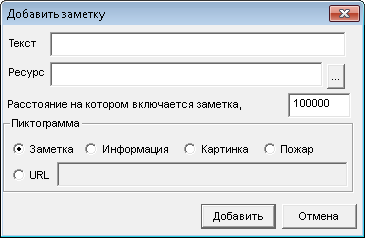 Добавить заметку
Текст
Ресурс
...
Расстояние на котором включается заметка, 100000
Пиктограмма
Заметка Информация Картинка Пожар
URL
Добавить Отмена